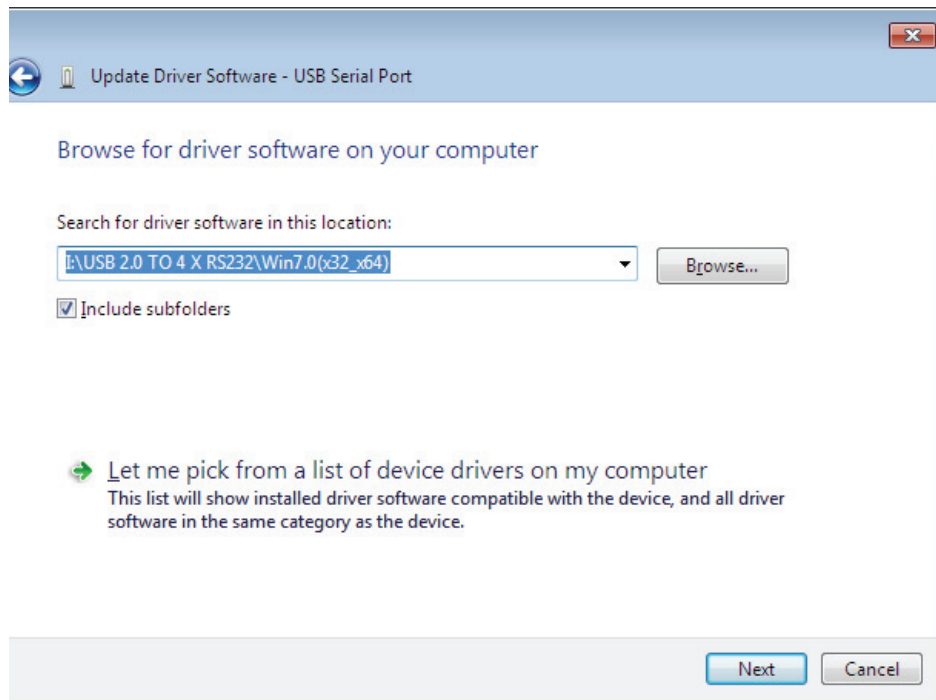 Update Driver Software - USB Serial Port
Browse for driver software on your computer
Search for driver software in this location:
I:\USB 2.0 TO 4 X RS232\Win7.0(x32_x64)
Browse...
Include subfolders
Let me pick from a list of device drivers on my computer
This list will show installed driver software compatible with the device, and all driver
software in the same category as the device.
Next
Cancel